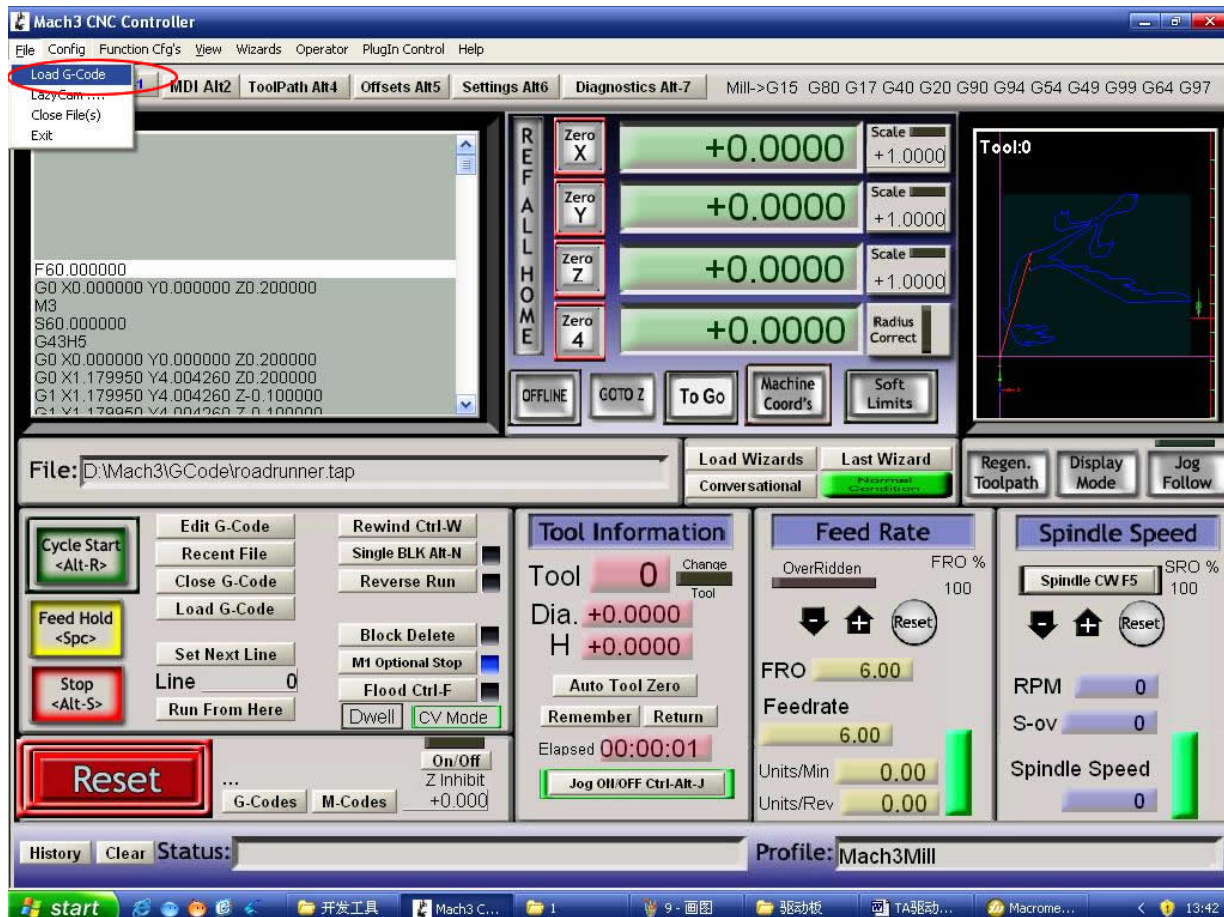 Mach3 CNC Controller
File Config Function Cfg's View Wizards Operator PlugIn Control Help
Load G-Code
LazyCam ....
Close File(s)
Exit
1 MDI Alt2 ToolPath Alt4 Offsets Alt5 Settings Alt6 Diagnostics Alt-7 Mill->G15 G80 G17 G40 G20 G90 G94 G54 G49 G99 G64 G97
F60.000000
G0 X0.000000 Y0.000000 Z0.200000
M3
S60.000000
G43H5
G0 X0.000000 Y0.000000 Z0.200000
G0 X1.179950 Y4.004260 Z0.200000
G1 X1.179950 Y4.004260 Z-0.100000
REF ALL HOME
Zero X +0.0000 Scale +1.0000
Zero Y +0.0000 Scale +1.0000
Zero Z +0.0000 Scale +1.0000
Zero 4 +0.0000 Radius Correct
OFFLINE GOTO Z To Go Machine Coord's Soft Limits
Tool:0
File: D:\Mach3\GCode\roadrunner.tap
Load Wizards Last Wizard
Conversational Normal Condition
Regen. Toolpath Display Mode Jog Follow
Cycle Start <Alt-R>
Feed Hold <Spc>
Stop <Alt-S>
Edit G-Code Rewind Ctrl-W
Recent File Single BLK Alt-N
Close G-Code Reverse Run
Load G-Code
Block Delete
Set Next Line M1 Optional Stop
Line 0 Flood Ctrl-F
Run From Here Dwell CV Mode
Reset
...
G-Codes M-Codes
On/Off
Z Inhibit
+0.000
Tool Information
Tool 0 Change Tool
Dia. +0.0000
H +0.0000
Auto Tool Zero
Remember Return
Elapsed 00:00:01
Jog ON/OFF Ctrl-Alt-J
Feed Rate
OverRidden FRO % 100
Reset
FRO 6.00
Feedrate
6.00
Units/Min 0.00
Units/Rev 0.00
Spindle Speed
Spindle CW F5 SRO % 100
Reset
RPM 0
S-ov 0
Spindle Speed
0
History Clear Status: Profile: Mach3Mill
start 开发工具 Mach3 C... 1 9 - 画图 驱动板 TA驱动... Macrome... 13:42